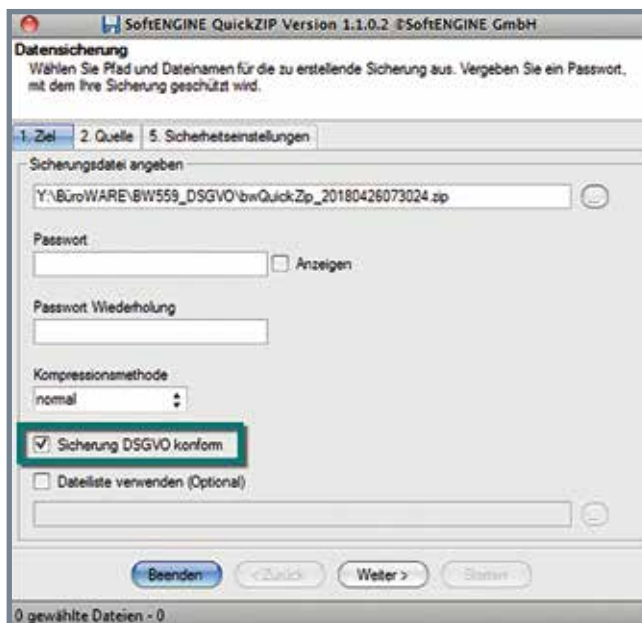 SoftENGINE QuickZIP Version 1.1.0.2 ©SoftENGINE GmbH
Datensicherung
Wählen Sie Pfad und Dateinamen für die zu erstellende Sicherung aus. Vergeben Sie ein Passwort,
mit dem Ihre Sicherung geschützt wird.
1. Ziel 2. Quelle 5. Sicherheitseinstellungen
Sicherungsdatei angeben
Y:\BüroWARE\BW559_DSGVO\bwQuickZip_20180426073024.zip ...
Passwort
Anzeigen
Passwort Wiederholung
Kompressionsmethode
normal
Sicherung DSGVO konform
Dateiliste verwenden (Optional)
...
Beenden < Zurück Weiter > Starten
0 gewählte Dateien - 0